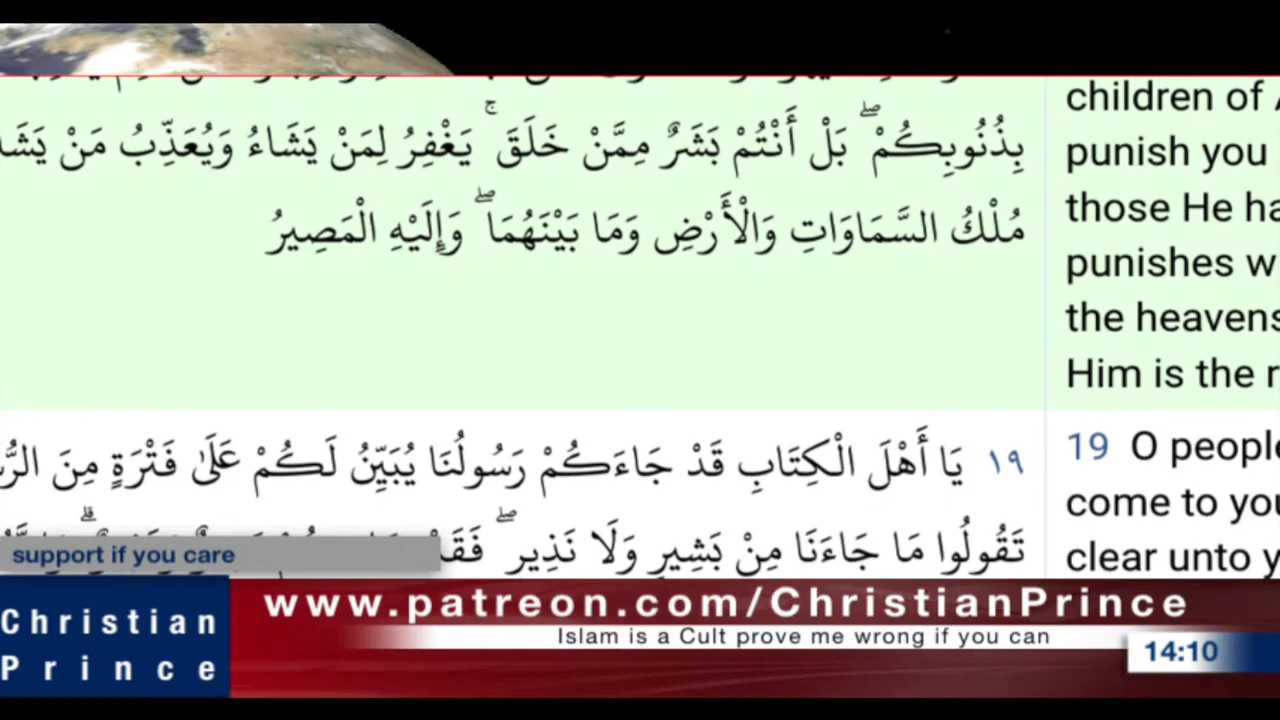 بِذُنُوبِكُمْ ۖ بَلْ أَنْتُمْ بَشَرٌ مِمَّنْ خَلَقَ ۚ يَغْفِرُ لِمَنْ يَشَاءُ وَيُعَذِّبُ مَنْ
مُلْكُ السَّمَاوَاتِ وَالْأَرْضِ وَمَا بَيْنَهُمَا ۖ وَإِلَيْهِ الْمَصِيرُ
١٩ يَا أَهْلَ الْكِتَابِ قَدْ جَاءَكُمْ رَسُولُنَا يُبَيِّنُ لَكُمْ عَلَىٰ فَتْرَةٍ مِنَ
تَقُولُوا مَا جَاءَنَا مِنْ بَشِيرٍ وَلَا نَذِيرٍ ۖ
children of
punish you
those He
punishes
the heavens
Him is the
19 O people
come to you
clear unto
support if you care
Christian
Prince
www.patreon.com/ChristianPrince
Islam is a Cult prove me wrong if you can
14:10